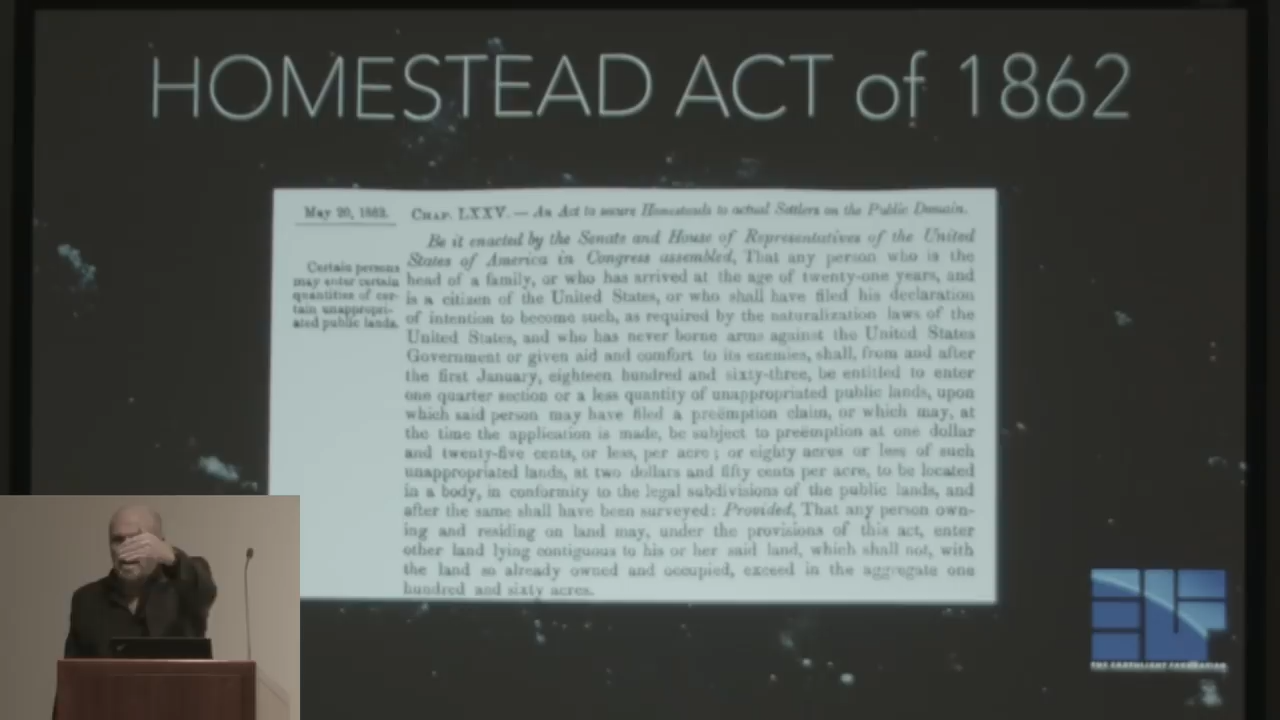 HOMESTEAD ACT of 1862
May 20, 1862.
CHAP. LXXV. — An Act to secure Homesteads to actual Settlers on the Public Domain.
Be it enacted by the Senate and House of Representatives of the United
States of America in Congress assembled, That any person who is the
Certain persons
may enter certain
quantities of cer-
tain unappropri-
ated public lands.
head of a family, or who has arrived at the age of twenty-one years, and
is a citizen of the United States, or who shall have filed his declaration
of intention to become such, as required by the naturalization laws of the
United States, and who has never borne arms against the United States
Government or given aid and comfort to its enemies, shall, from and after
the first January, eighteen hundred and sixty-three, be entitled to enter
one quarter section or a less quantity of unappropriated public lands, upon
which said person may have filed a preëmption claim, or which may, at
the time the application is made, be subject to preëmption at one dollar
and twenty-five cents, or less, per acre; or eighty acres or less of such
unappropriated lands, at two dollars and fifty cents per acre, to be located
in a body, in conformity to the legal subdivisions of the public lands, and
after the same shall have been surveyed: Provided, That any person own-
ing and residing on land may, under the provisions of this act, enter
other land lying contiguous to his or her said land, which shall not, with
the land so already owned and occupied, exceed in the aggregate one
hundred and sixty acres.
THE EARTHLIGHT FOUNDATION